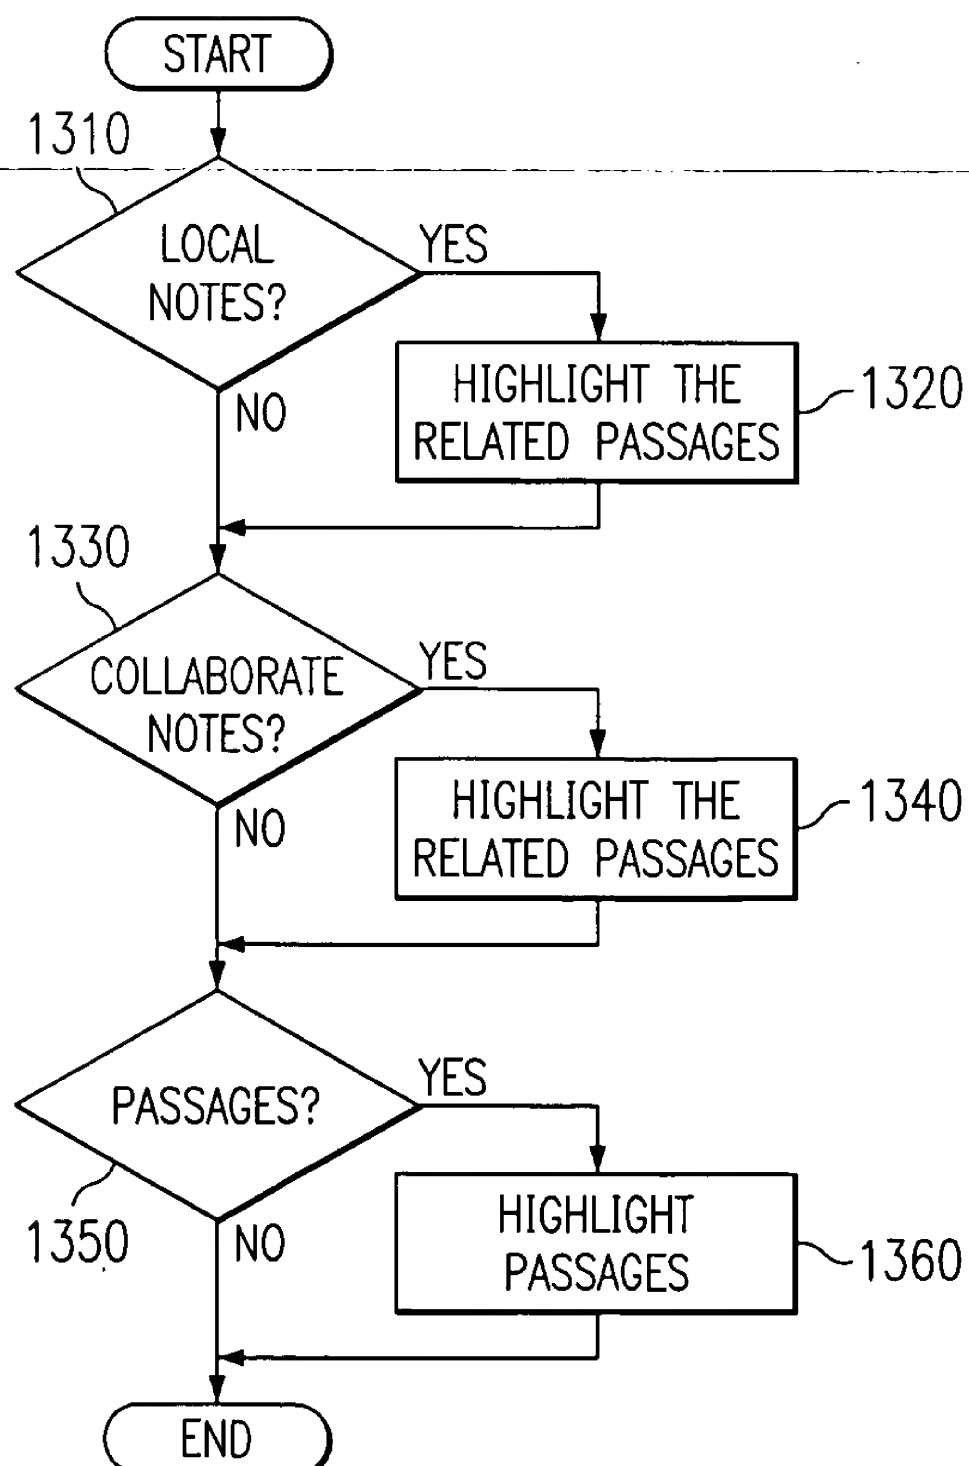 START
1310
LOCAL
NOTES?
YES
NO
HIGHLIGHT THE
RELATED PASSAGES
1320
1330
COLLABORATE
NOTES?
YES
NO
HIGHLIGHT THE
RELATED PASSAGES
1340
PASSAGES?
YES
1350
NO
HIGHLIGHT
PASSAGES
1360
END